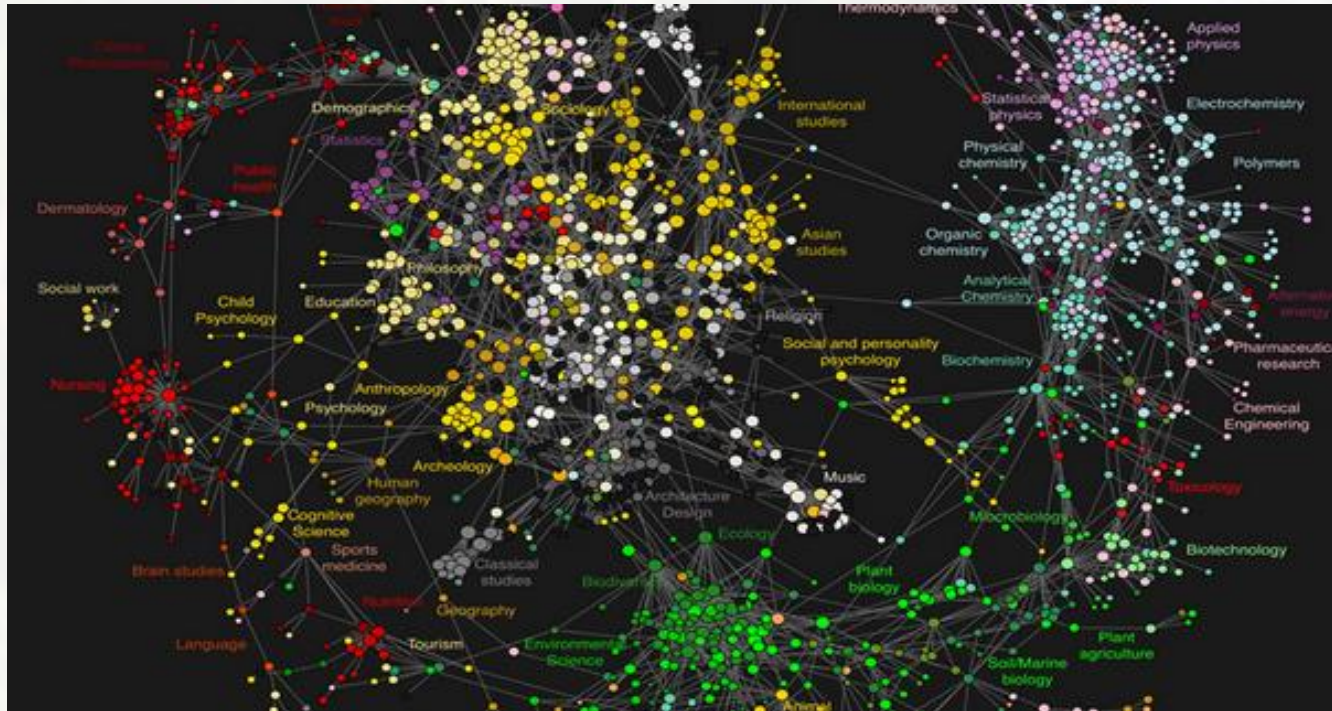 Thermodynamics
Applied
physics
Demographics
Sociology
International
studies
Statistical
physics
Electrochemistry
Statistics
Physical
chemistry
Polymers
Public
health
Dermatology
Organic
chemistry
Asian
studies
Philosophy
Social work
Child
Psychology
Education
Analytical
Chemistry
Religion
Social and personality
psychology
Biochemistry
Pharmaceutic
research
Nursing
Anthropology
Psychology
Chemical
Engineering
Archeology
Human
geography
Music
Toxicology
Architecture
Design
Cognitive
Science
Microbiology
Ecology
Sports
medicine
Biotechnology
Brain studies
Classical
studies
Plant
biology
Geography
Language
Tourism
Environmental
Science
Plant
agriculture
Soil/Marine
biology
Animal